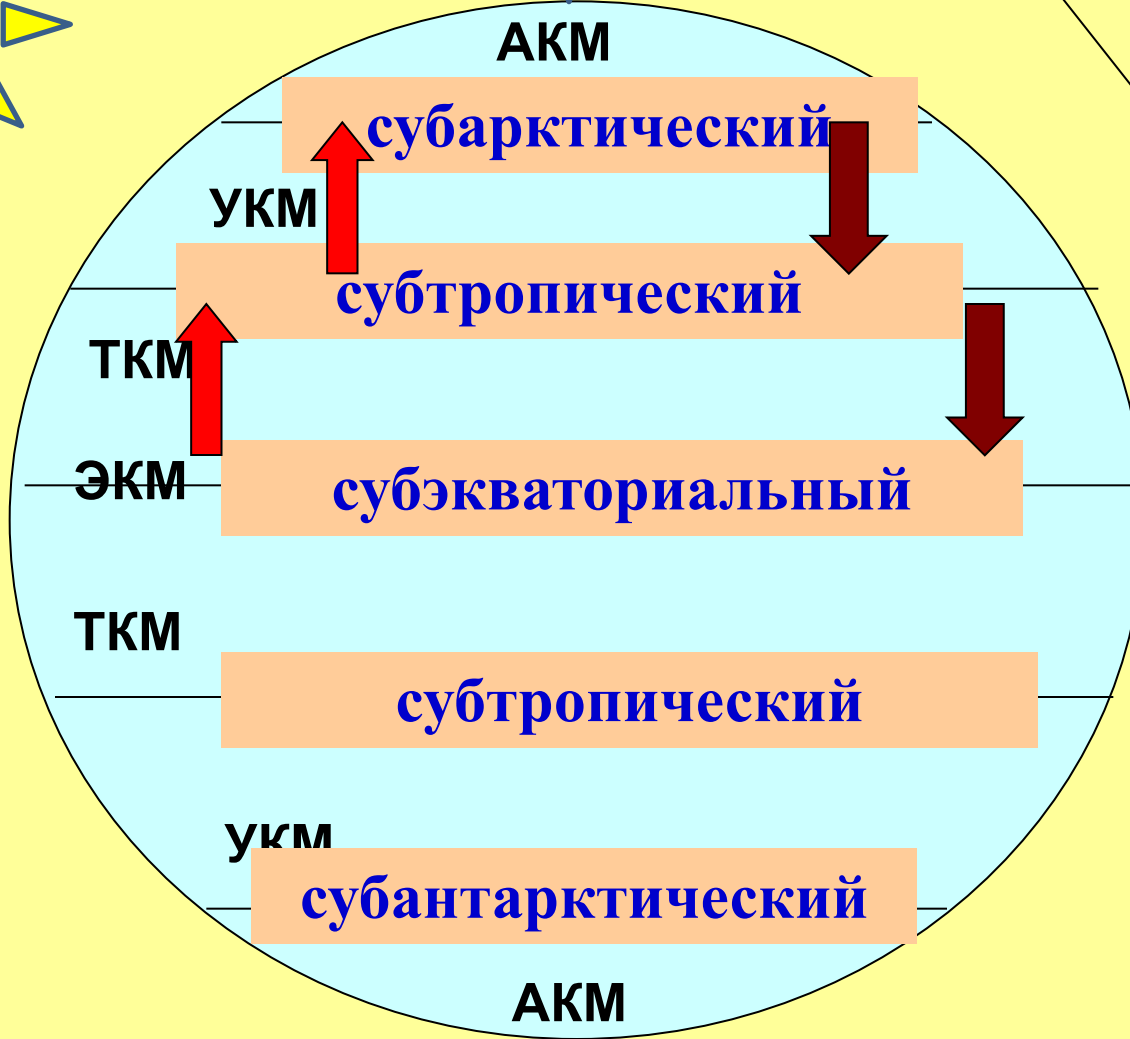 АКМ
субарктический
УКМ
субтропический
ТКМ
ЭКМ
субэкваториальный
ТКМ
субтропический
УКМ
субантарктический
АКМ